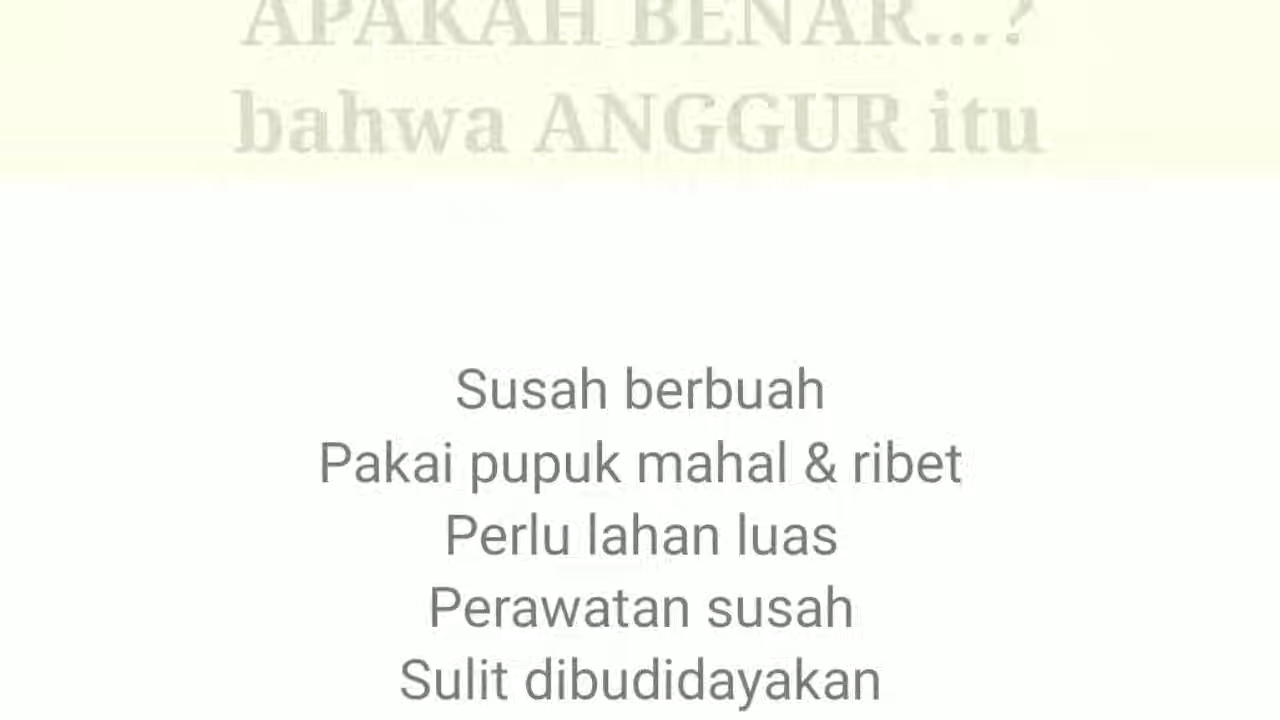 APAKAH BENAR...?
bahwa ANGGUR itu
Susah berbuah
Pakai pupuk mahal & ribet
Perlu lahan luas
Perawatan susah
Sulit dibudidayakan